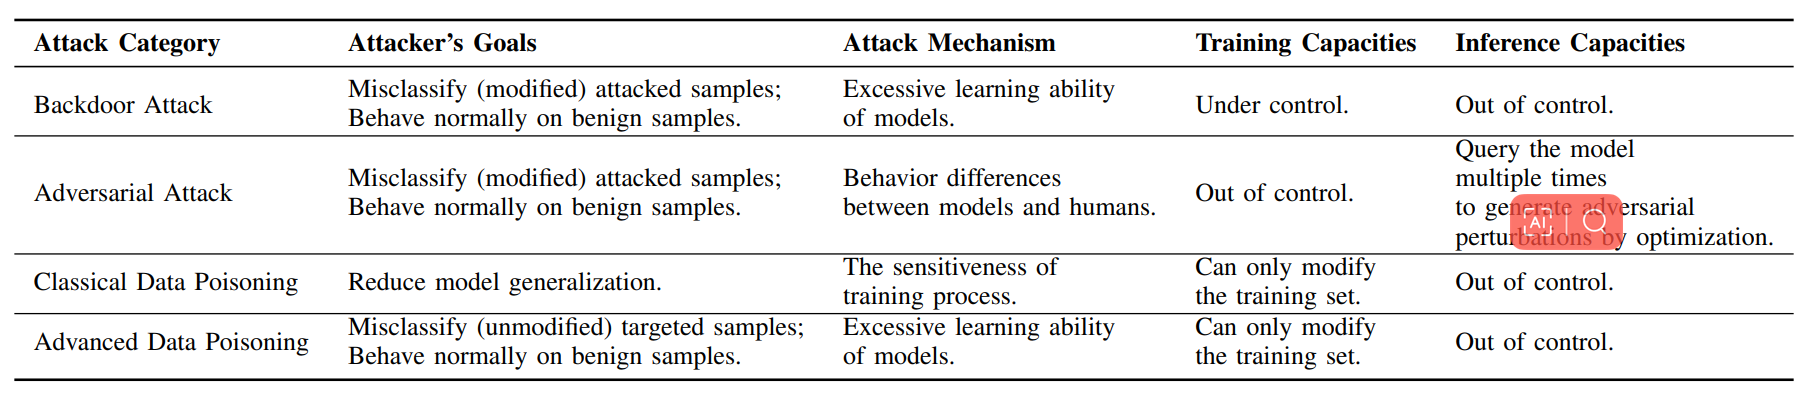 Attack Category Attacker's Goals Attack Mechanism Training Capacities Inference Capacities
Backdoor Attack
Misclassify (modified) attacked samples;
Behave normally on benign samples.
Excessive learning ability
of models.
Under control.
Out of control.
Adversarial Attack
Misclassify (modified) attacked samples;
Behave normally on benign samples.
Behavior differences
between models and humans.
Out of control.
Query the model
multiple times
to generate adversarial
perturbations by optimization.
Classical Data Poisoning
Reduce model generalization.
The sensitiveness of
training process.
Can only modify
the training set.
Out of control.
Advanced Data Poisoning
Misclassify (unmodified) targeted samples;
Behave normally on benign samples.
Excessive learning ability
of models.
Can only modify
the training set.
Out of control.
AI